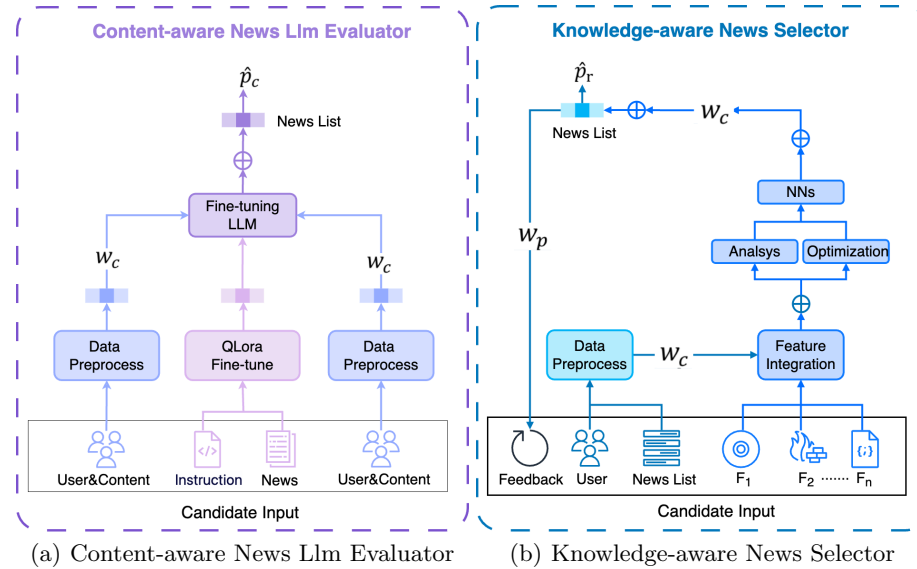 Content-aware News Llm Evaluator
p̂c
News List
Fine-tuning
LLM
wc
wc
Data
Preprocess
QLora
Fine-tune
Data
Preprocess
User&Content
Instruction
News
User&Content
Candidate Input
(a) Content-aware News Llm Evaluator
Knowledge-aware News Selector
p̂r
News List
wc
NNs
wp
Analsys
Optimization
Data
Preprocess
wc
Feature
Integration
Feedback
User
News List
F1
F2
.......
Fn
Candidate Input
(b) Knowledge-aware News Selector